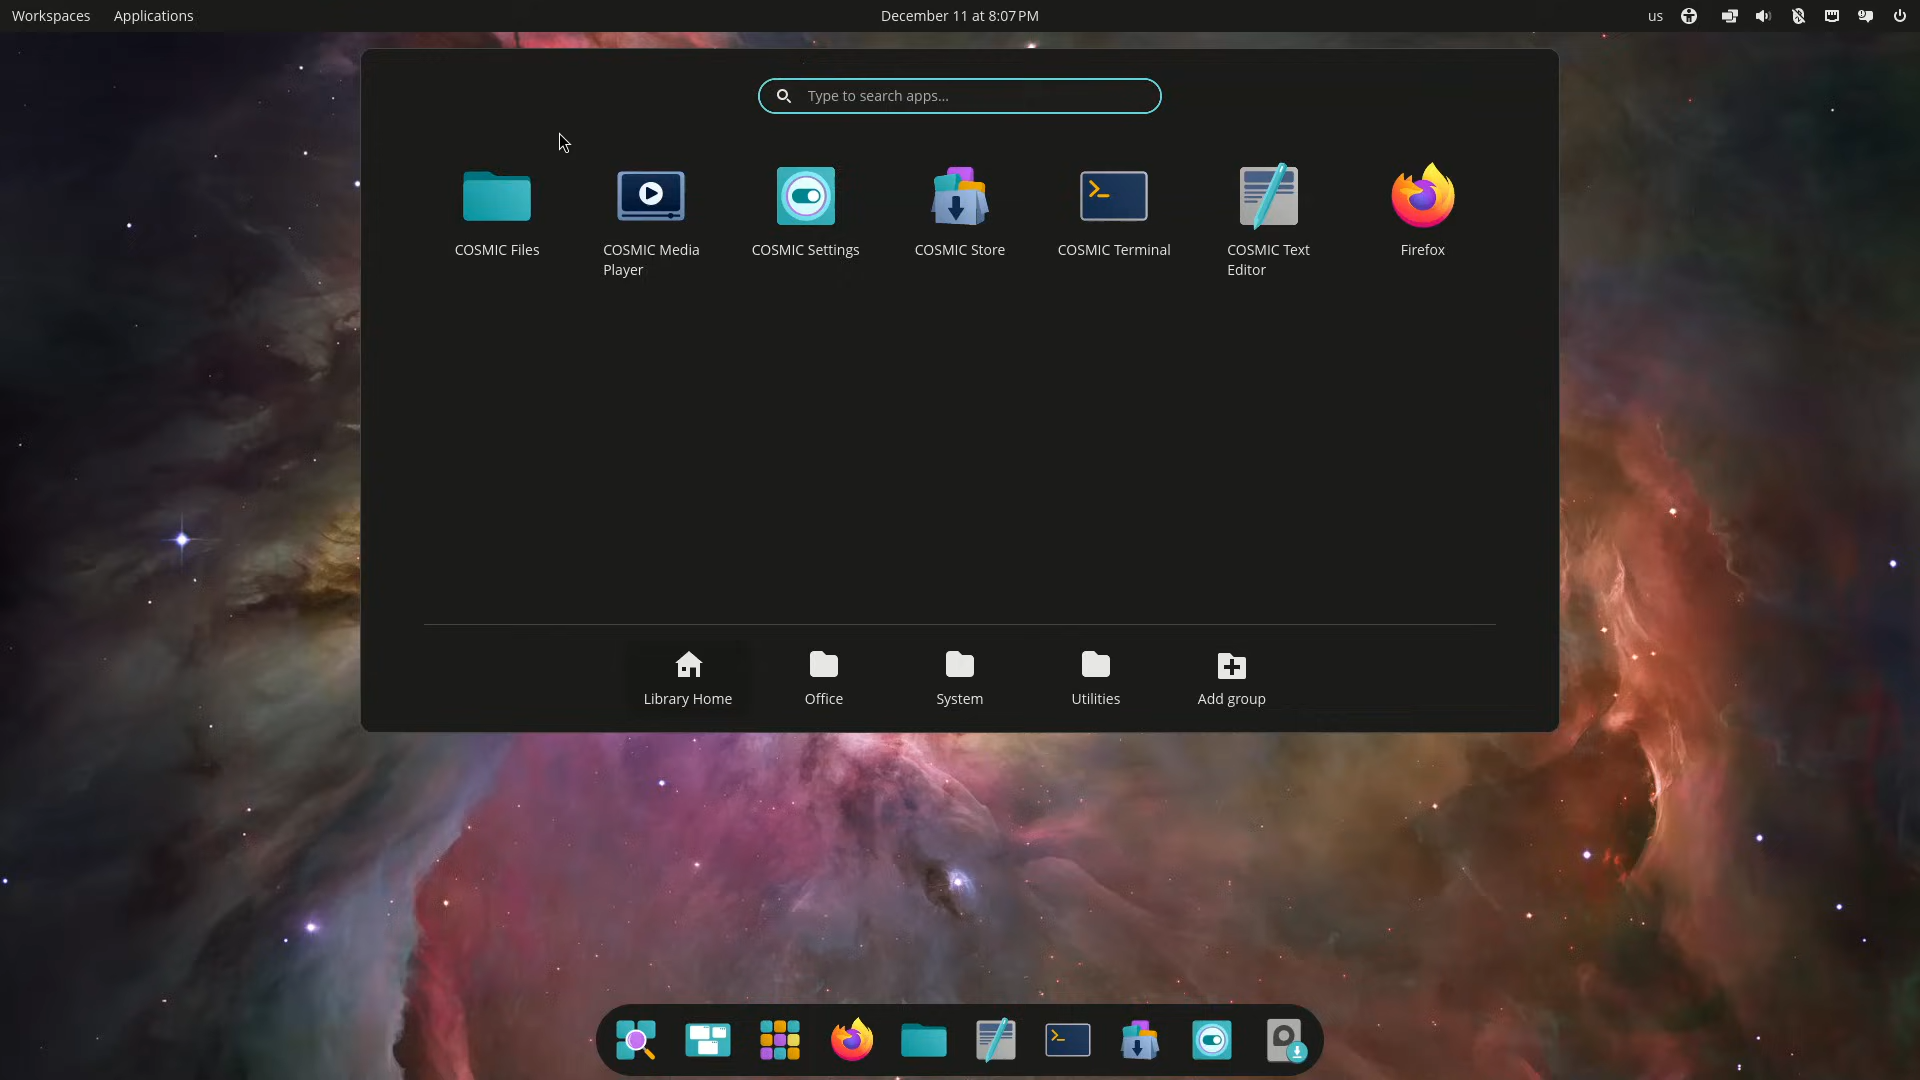 Workspaces Applications December 11 at 8:07 PM us
Type to search apps...
COSMIC Files
COSMIC Media
Player
COSMIC Settings
COSMIC Store
COSMIC Terminal
COSMIC Text
Editor
Firefox
Library Home
Office
System
Utilities
Add group